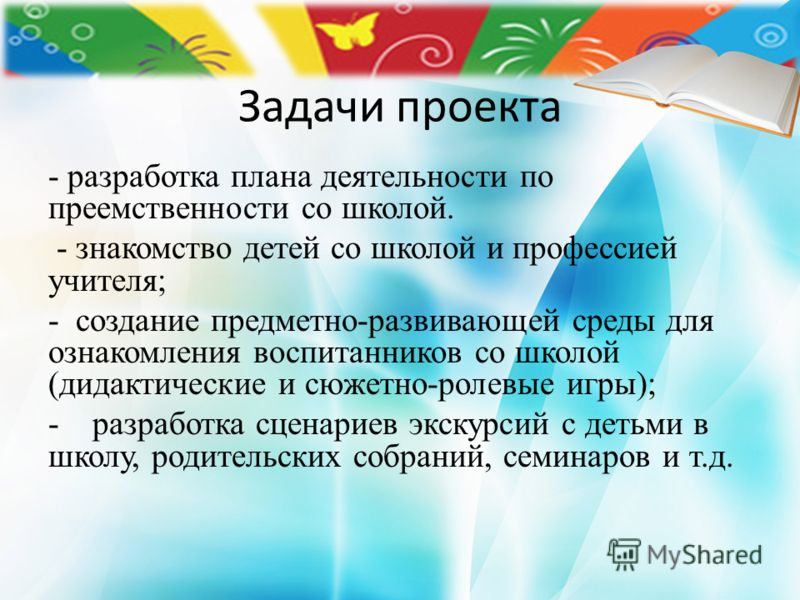 Задачи проекта
- разработка плана деятельности по
преемственности со школой.
- знакомство детей со школой и профессией
учителя;
- создание предметно-развивающей среды для
ознакомления воспитанников со школой
(дидактические и сюжетно-ролевые игры);
- разработка сценариев экскурсий с детьми в
школу, родительских собраний, семинаров и т.д.
MyShared